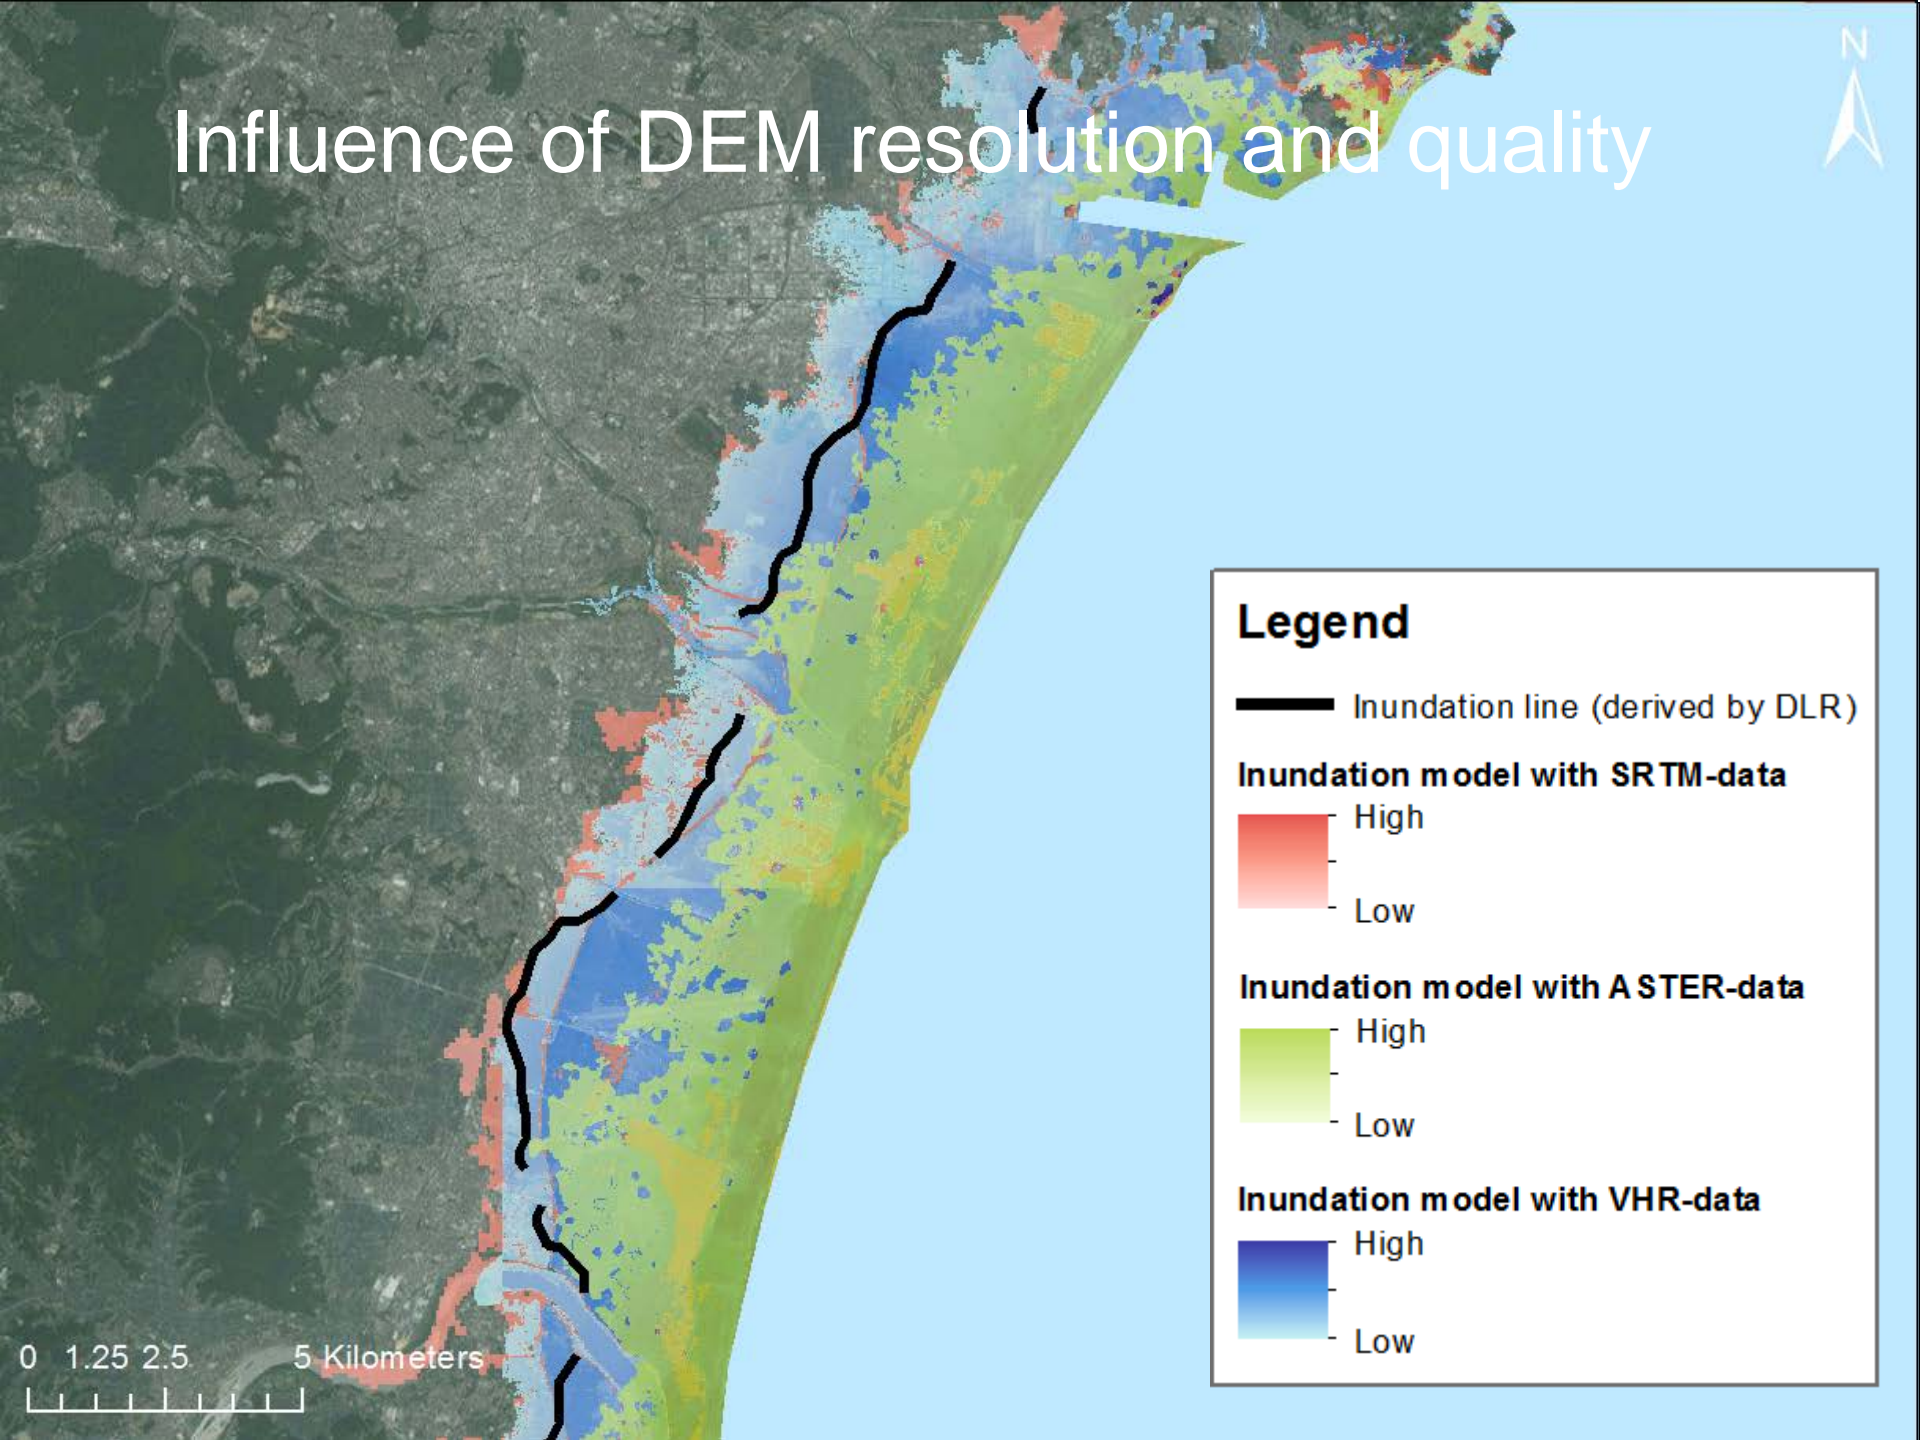 N
Influence of DEM resolution and quality
Legend
Inundation line (derived by DLR)
Inundation model with SRTM-data
High
Low
Inundation model with ASTER-data
High
Low
Inundation model with VHR-data
High
Low
0 1.25 2.5 5 Kilometers